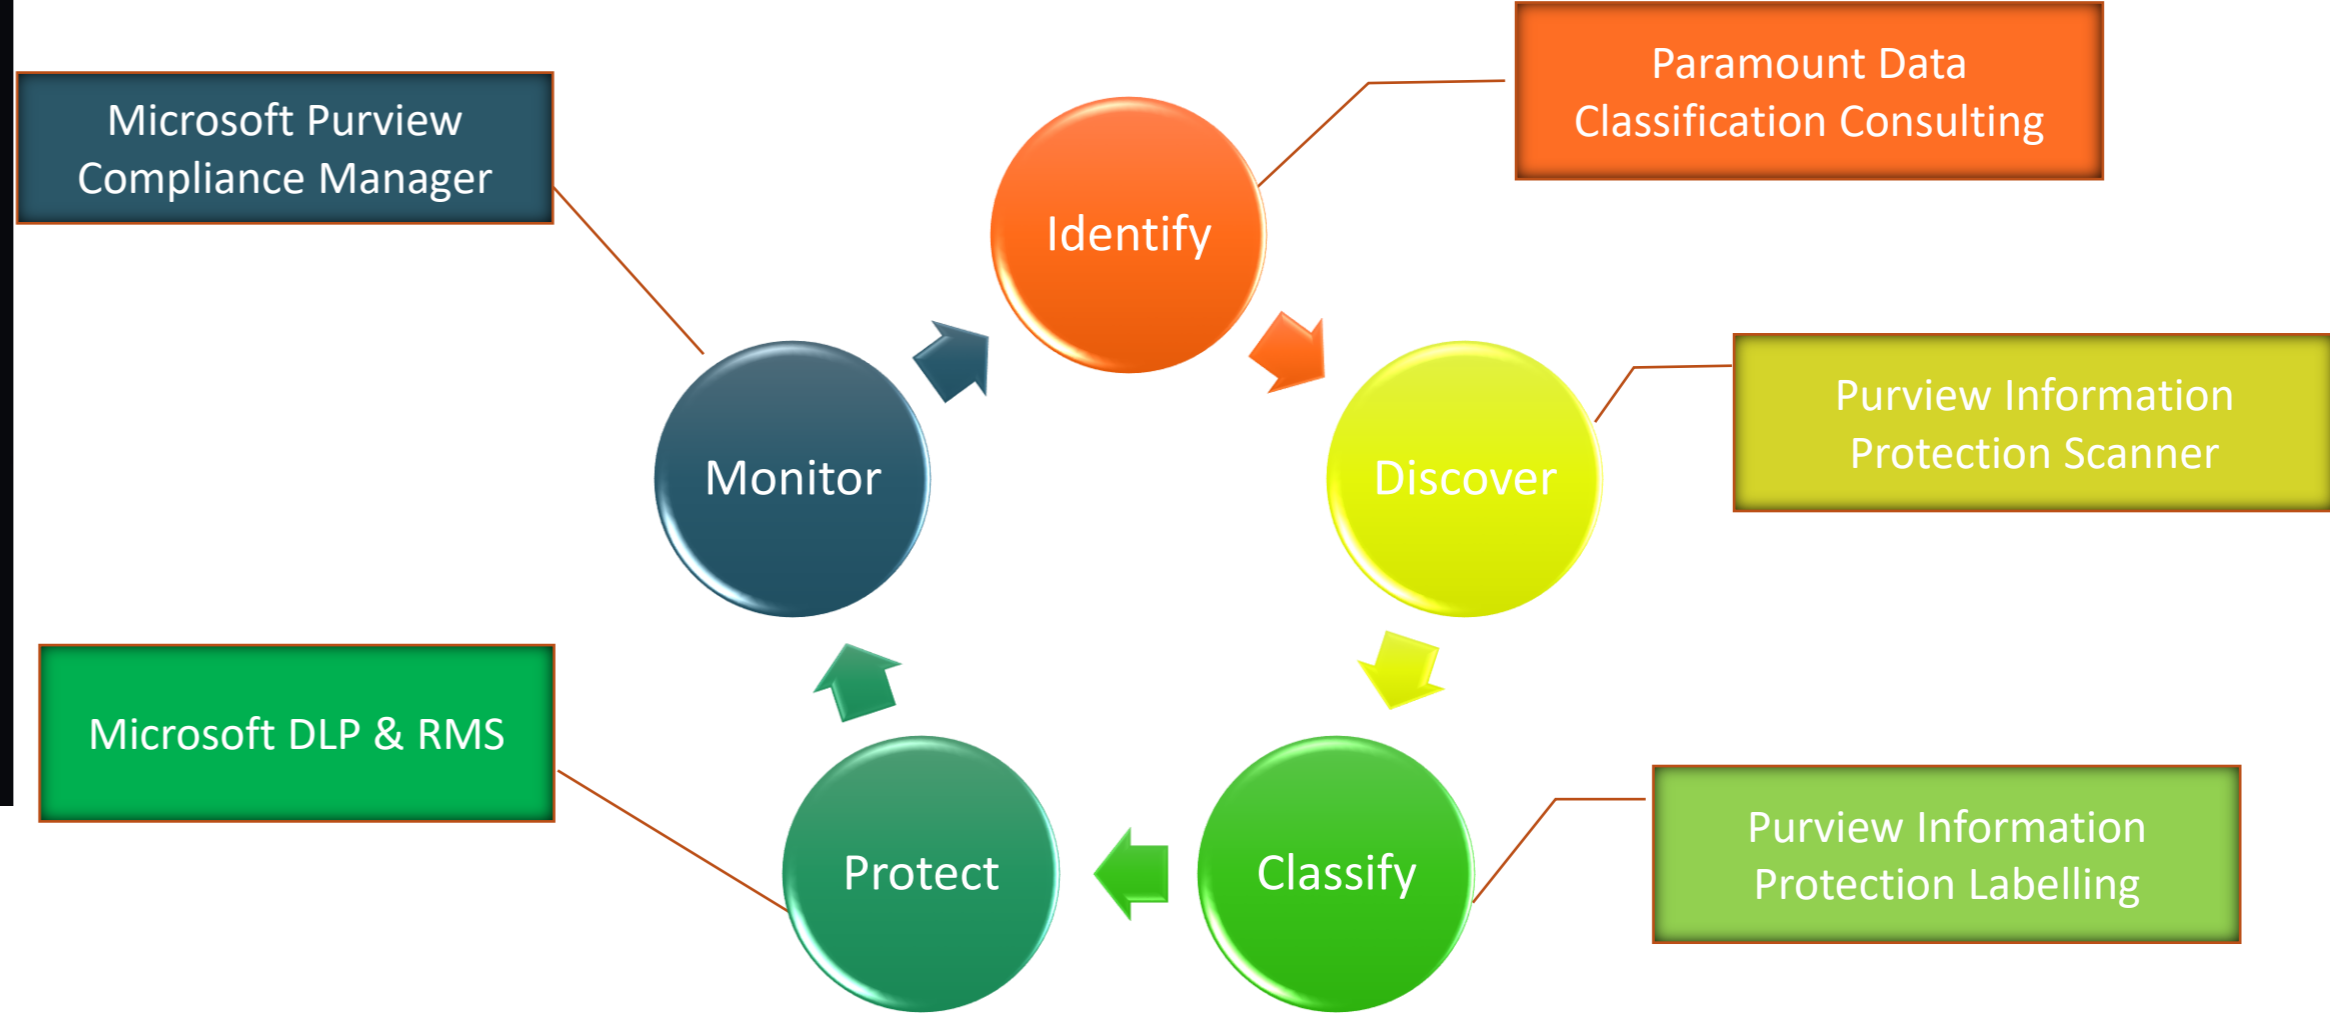 Paramount Data
Classification Consulting
Microsoft Purview
Compliance Manager
Identify
Purview Information
Protection Scanner
Monitor
Discover
Microsoft DLP & RMS
Purview Information
Protection Labelling
Protect
Classify